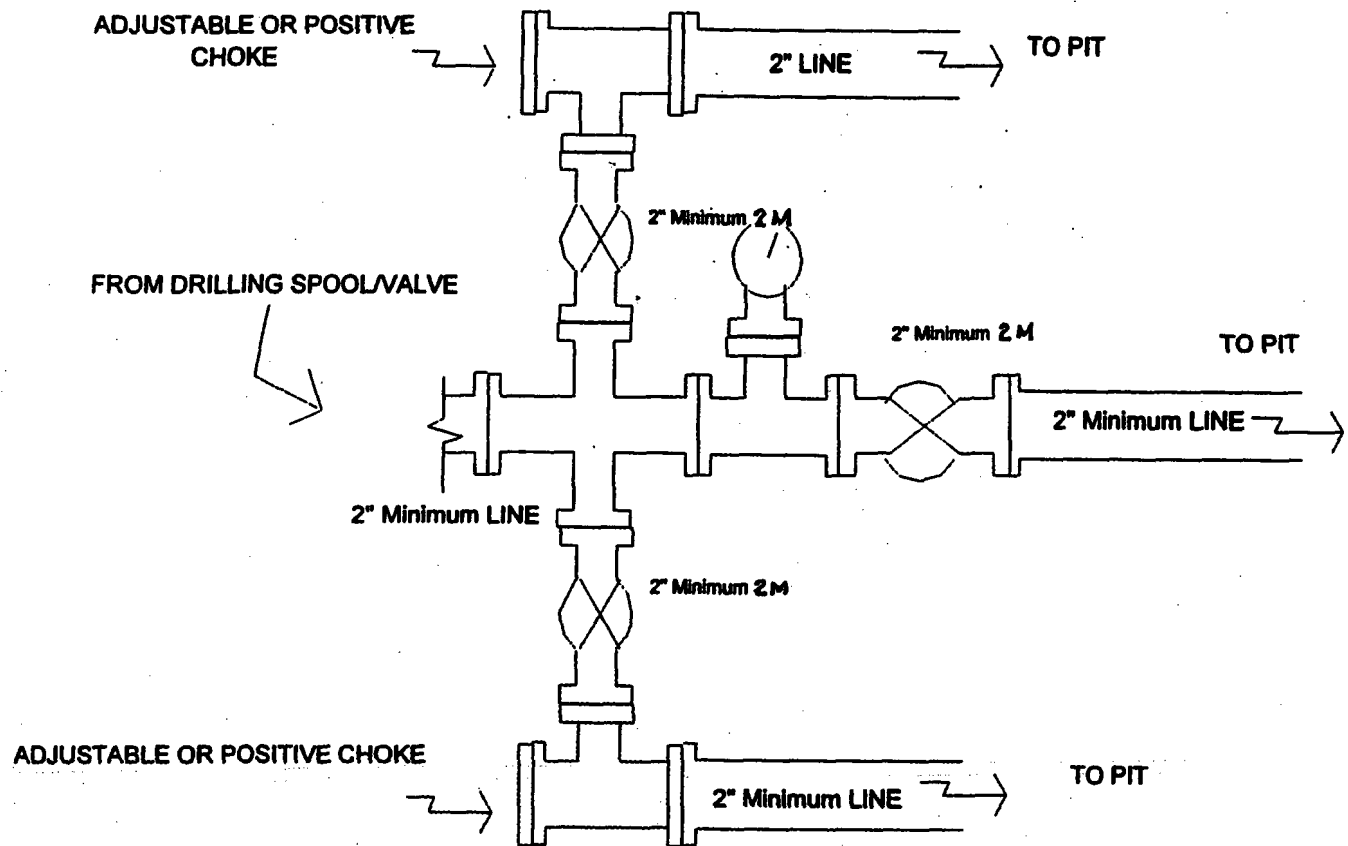 ADJUSTABLE OR POSITIVE
CHOKE
2" LINE
TO PIT
2" Minimum 2 M
FROM DRILLING SPOOL/VALVE
2" Minimum 2 M
TO PIT
2" Minimum LINE
2" Minimum LINE
2" Minimum 2 M
ADJUSTABLE OR POSITIVE CHOKE
2" Minimum LINE
TO PIT